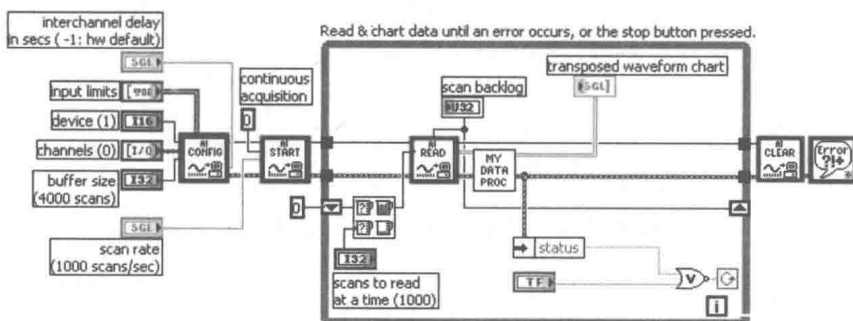 interchannel delay
in secs ( -1: hw default)
SGL
input limits
device (1)
I16
channels (0)
[I/O]
buffer size
(4000 scans)
I32
SGL
scan rate
(1000 scans/sec)
AI
CONFIG
continuous
acquisition
0
AI
START
Read & chart data until an error occurs, or the stop button pressed.
transposed waveform chart
[SGL]
scan backlog
U32
AI
READ
MY
DATA
PROC
0
I32
scans to read
at a time (1000)
status
TF
V
i
AI
CLEAR
Error
?!+